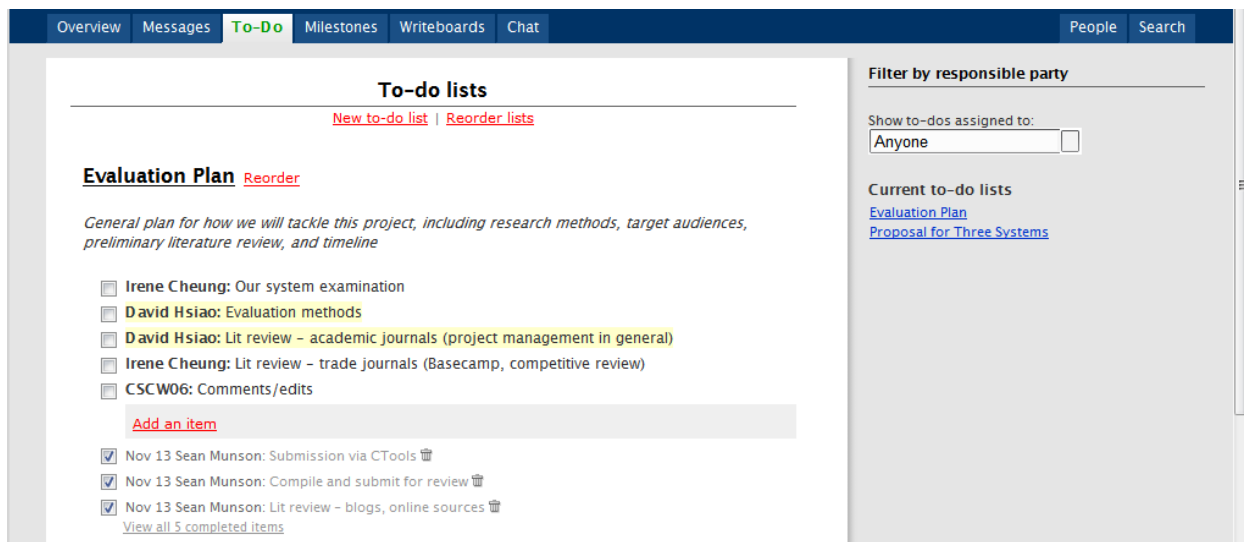 Overview Messages To-Do Milestones Writeboards Chat People Search
To-do lists
New to-do list | Reorder lists
Evaluation Plan Reorder
General plan for how we will tackle this project, including research methods, target audiences,
preliminary literature review, and timeline
Irene Cheung: Our system examination
David Hsiao: Evaluation methods
David Hsiao: Lit review – academic journals (project management in general)
Irene Cheung: Lit review – trade journals (Basecamp, competitive review)
CSCW06: Comments/edits
Add an item
Nov 13 Sean Munson: Submission via CTools
Nov 13 Sean Munson: Compile and submit for review
Nov 13 Sean Munson: Lit review – blogs, online sources
View all 5 completed items
Filter by responsible party
Show to-dos assigned to:
Anyone
Current to-do lists
Evaluation Plan
Proposal for Three Systems